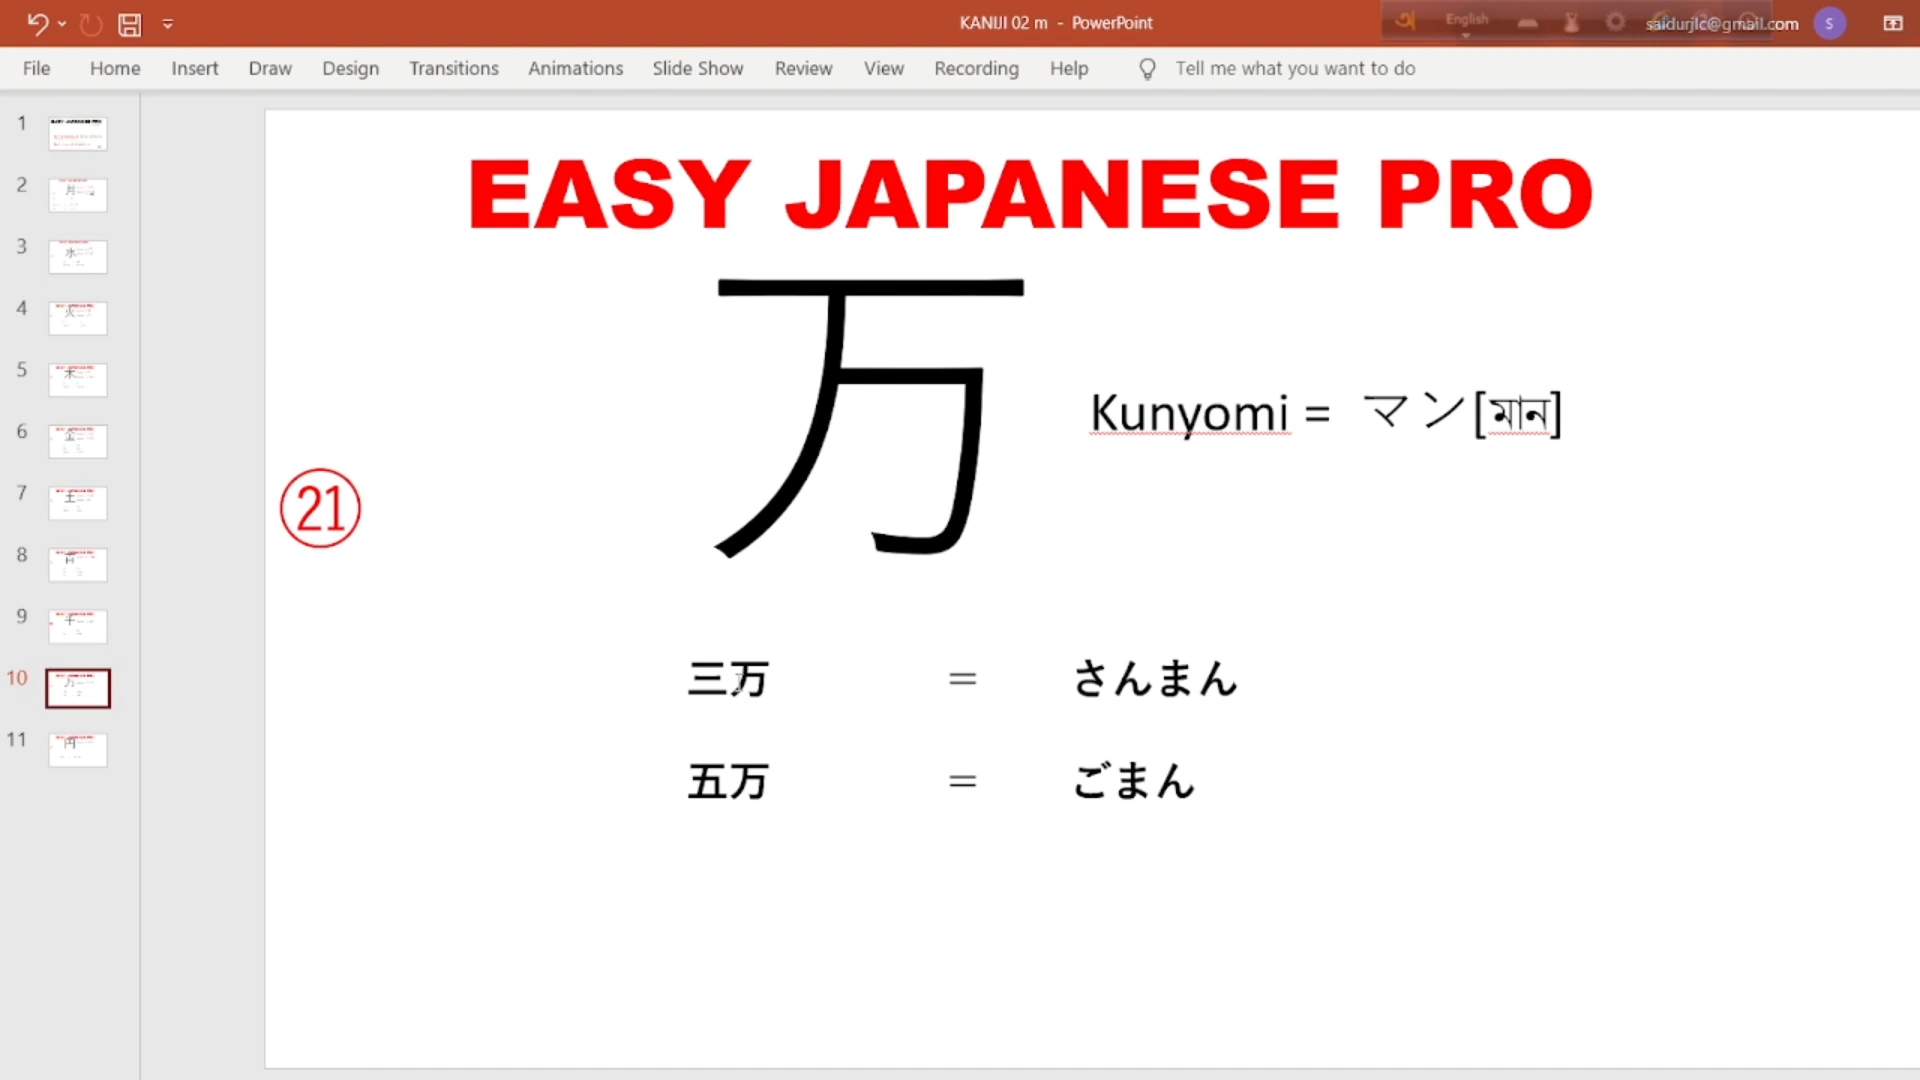 KANIJI 02 m - PowerPoint
English
saidurjlc@gmail.com
S
File Home Insert Draw Design Transitions Animations Slide Show Review View Recording Help Tell me what you want to do
1
2
3
4
5
6
7
8
9
10
11
EASY JAPANESE PRO
万
Kunyomi = マン[মান]
㉑
三万 = さんまん
五万 = ごまん